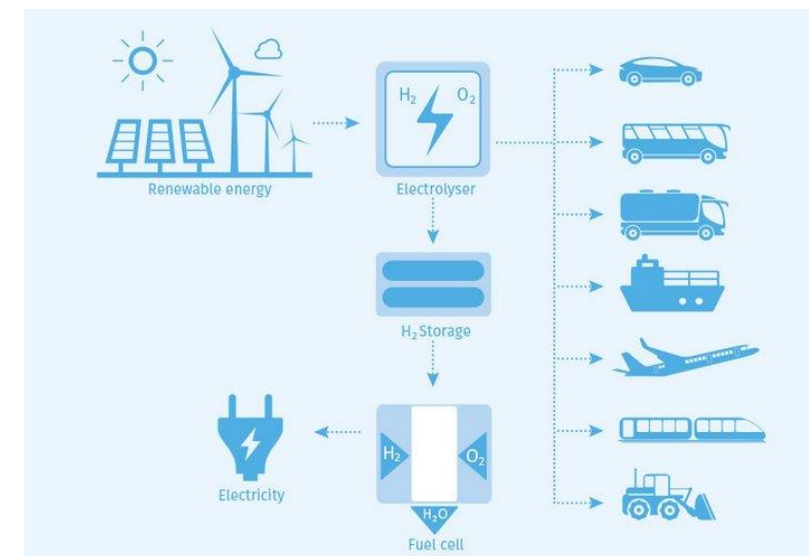 H₂ O₂
Renewable energy
Electrolyser
H₂ Storage
H₂ O₂
Electricity
H₂O
Fuel cell